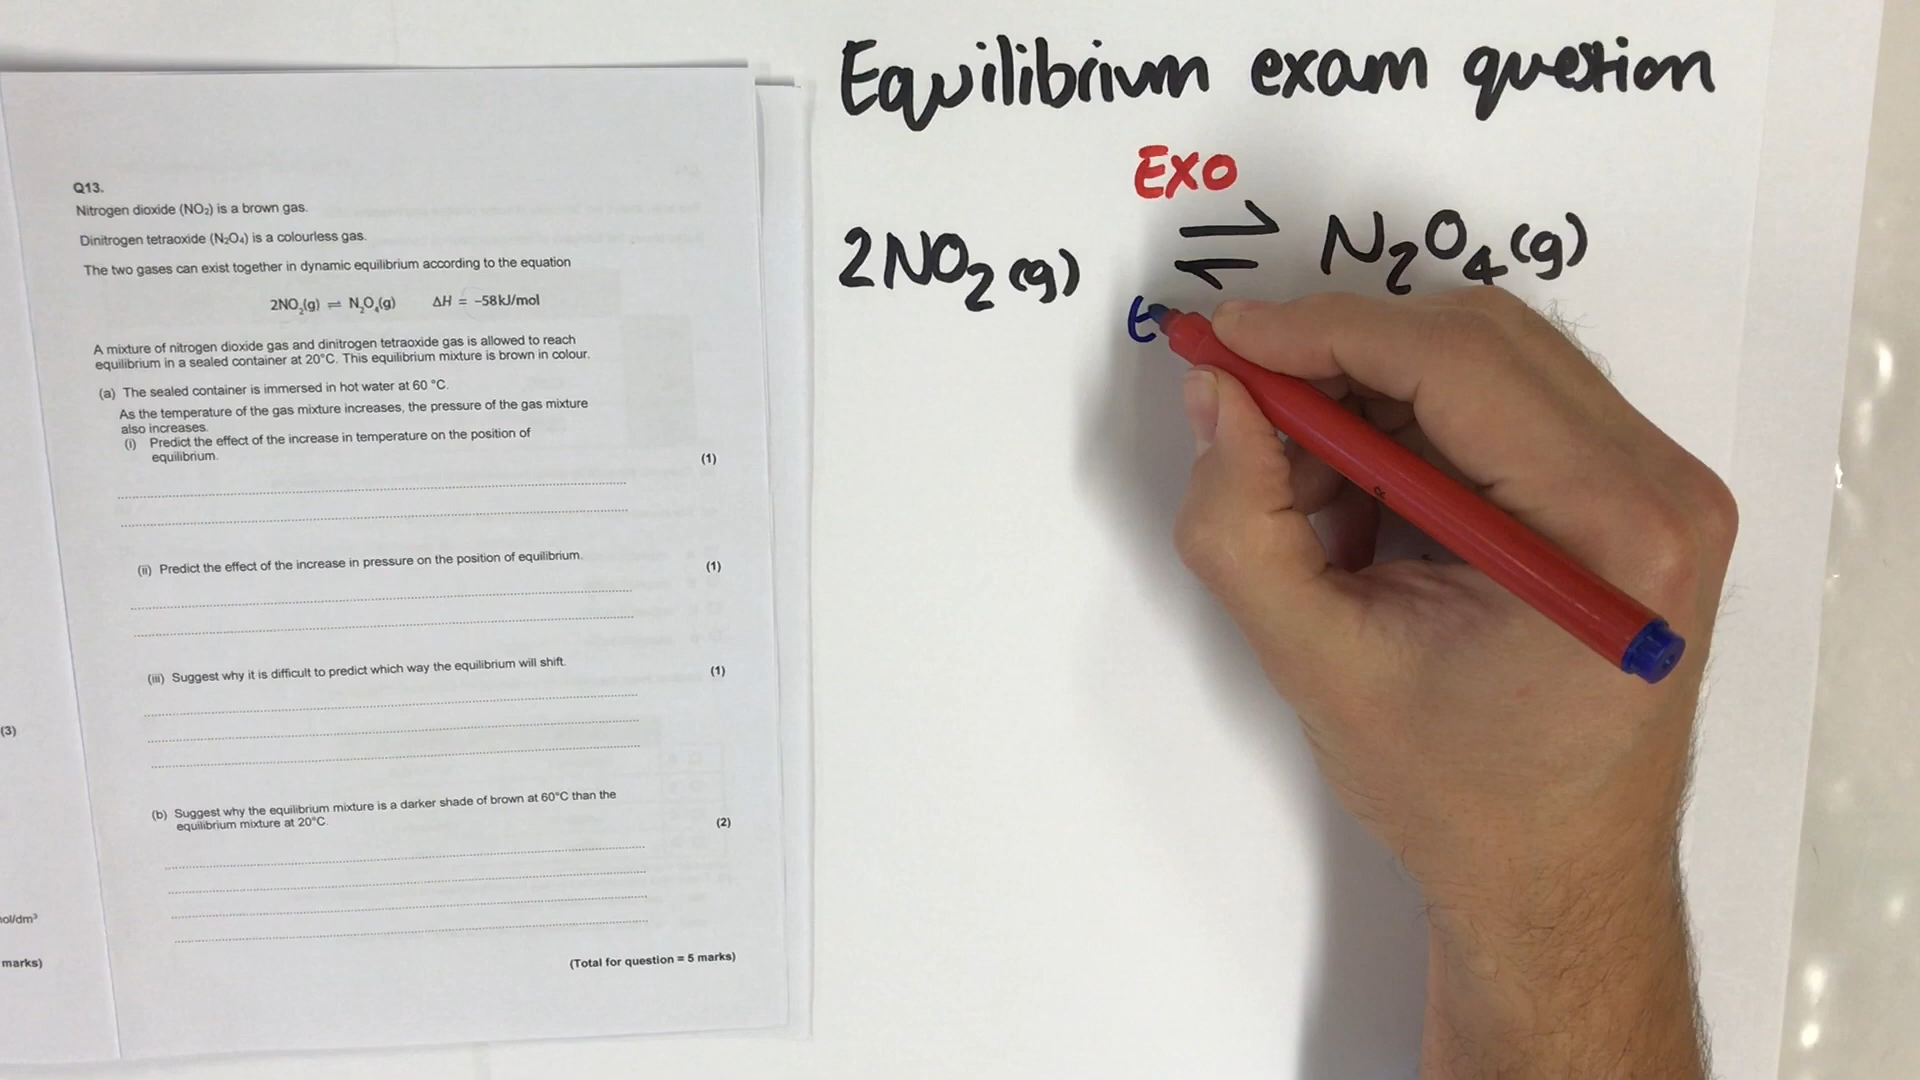 Equilibrium exam question
EXO
2NO₂(g) ⇌ N₂O₄(g)
E
Q13.
Nitrogen dioxide (NO₂) is a brown gas.
Dinitrogen tetraoxide (N₂O₄) is a colourless gas.
The two gases can exist together in dynamic equilibrium according to the equation
2NO₂(g) ⇌ N₂O₄(g) ΔH = −58kJ/mol
A mixture of nitrogen dioxide gas and dinitrogen tetraoxide gas is allowed to reach
equilibrium in a sealed container at 20°C. This equilibrium mixture is brown in colour.
(a) The sealed container is immersed in hot water at 60 °C.
As the temperature of the gas mixture increases, the pressure of the gas mixture
also increases.
(i) Predict the effect of the increase in temperature on the position of
equilibrium.
(1)
(ii) Predict the effect of the increase in pressure on the position of equilibrium.
(1)
(iii) Suggest why it is difficult to predict which way the equilibrium will shift.
(1)
(b) Suggest why the equilibrium mixture is a darker shade of brown at 60°C than the
equilibrium mixture at 20°C.
(2)
(Total for question = 5 marks)
(3)
mol/dm³
marks)